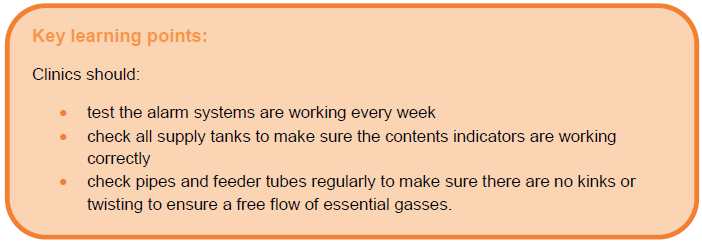 Key learning points:
Clinics should:
• test the alarm systems are working every week
• check all supply tanks to make sure the contents indicators are working
correctly
• check pipes and feeder tubes regularly to make sure there are no kinks or
twisting to ensure a free flow of essential gasses.